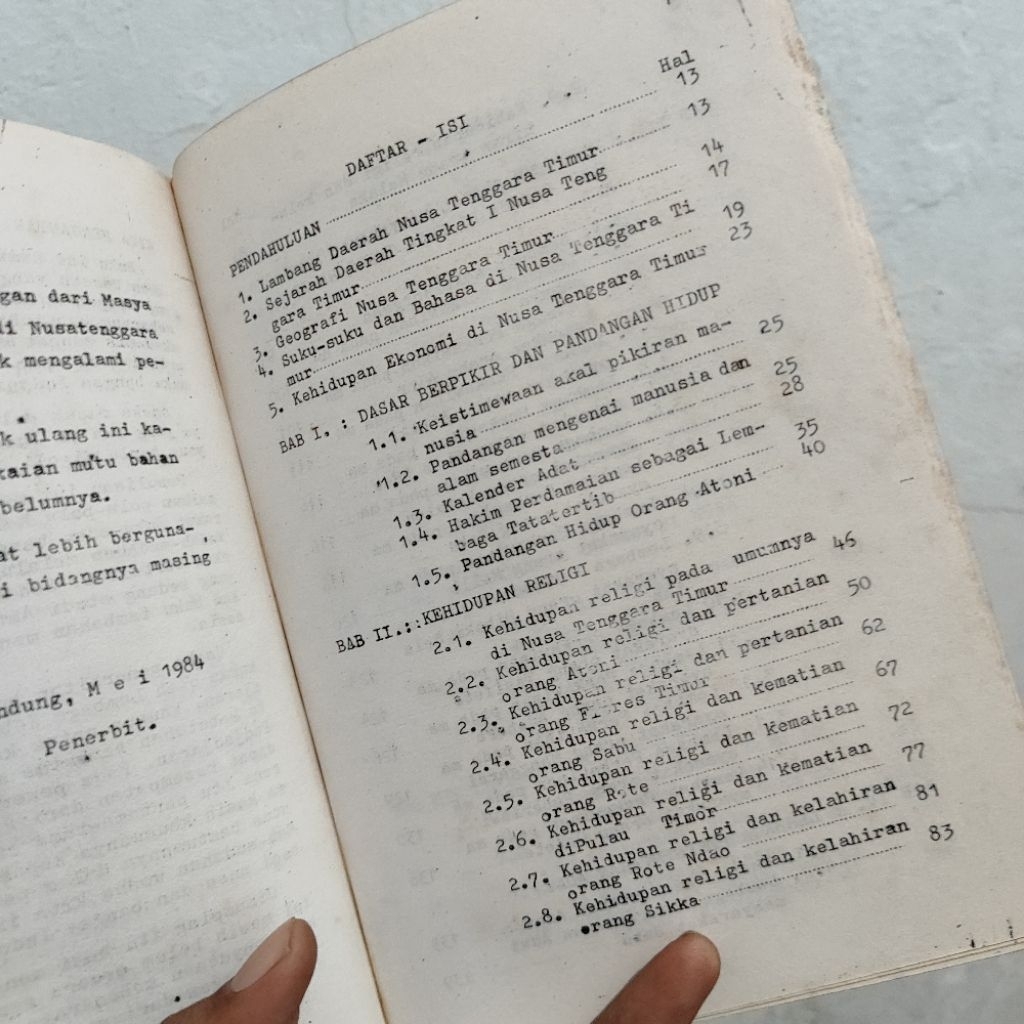 gan dari Masya
di Nusatenggara
k mengalami pe-
k ulang ini ka-
kaian mutu bahan
belumnya.
at lebih berguna-
i bidangnya masing
ndung, M e i 1984
Penerbit.
DAFTAR - ISI
Hal
PENDAHULUAN 13
1. Lambang Daerah Nusa Tenggara Timur 13
2. Sejarah Daerah Tingkat I Nusa Teng
gara Timur 14
3. Geografi Nusa Tenggara Timur 17
4. Suku-suku dan Bahasa di Nusa Tenggara Ti
mur 19
5. Kehidupan Ekonomi di Nusa Tenggara Timur 23
BAB I. : DASAR BERPIKIR DAN PANDANGAN HIDUP
1.1. Keistimewaan akal pikiran ma-
nusia 25
1.2. Pandangan mengenai manusia dan
alam semesta 25
1.3. Kalender Adat 28
1.4. Hakim Perdamaian sebagai Lem-
baga Tatatertib 35
1.5. Pandangan Hidup Orang Atoni 40
BAB II.::KEHIDUPAN RELIGI
2.1. Kehidupan religi pada umumnya
di Nusa Tenggara Timur 46
2.2. Kehidupan religi dan pertanian
orang Atoni 50
2.3. Kehidupan religi dan pertanian
orang Flores Timur 62
2.4. Kehidupan religi dan kematian
orang Sabu 67
2.5. Kehidupan religi dan kematian
orang Rote 72
2.6. Kehidupan religi dan kematian
diPulau Timor 77
2.7. Kehidupan religi dan kelahiran
orang Rote Ndao 81
2.8. Kehidupan religi dan kelahiran
orang Sikka 83